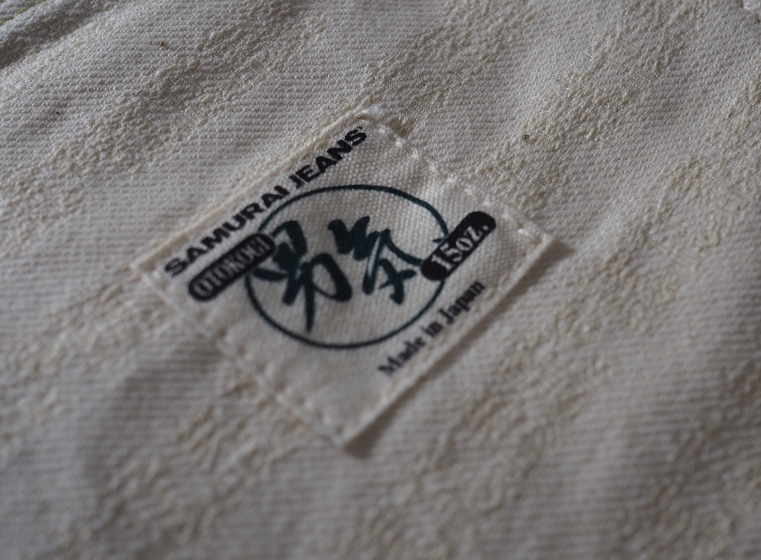 SAMURAI JEANS
OTOKOGI
男気
15oz.
Made in Japan